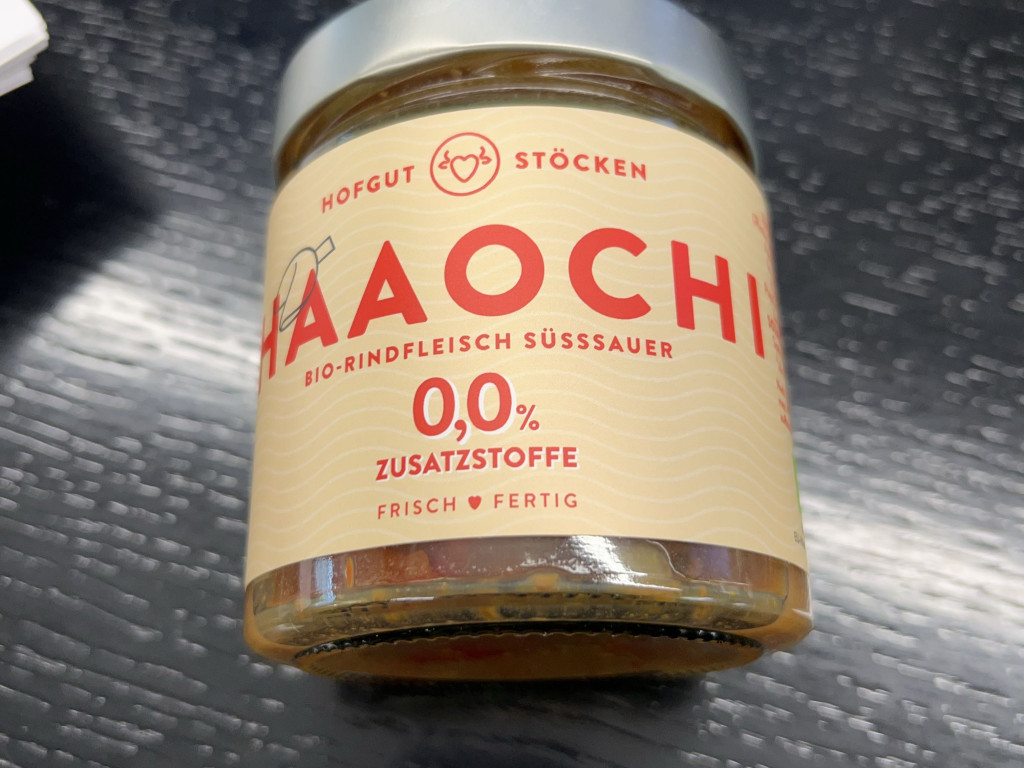 HOFGUT STÖCKEN
HAAOCHI
BIO-RINDFLEISCH SÜSSSAUER
0,0%
ZUSATZSTOFFE
FRISCH FERTIG